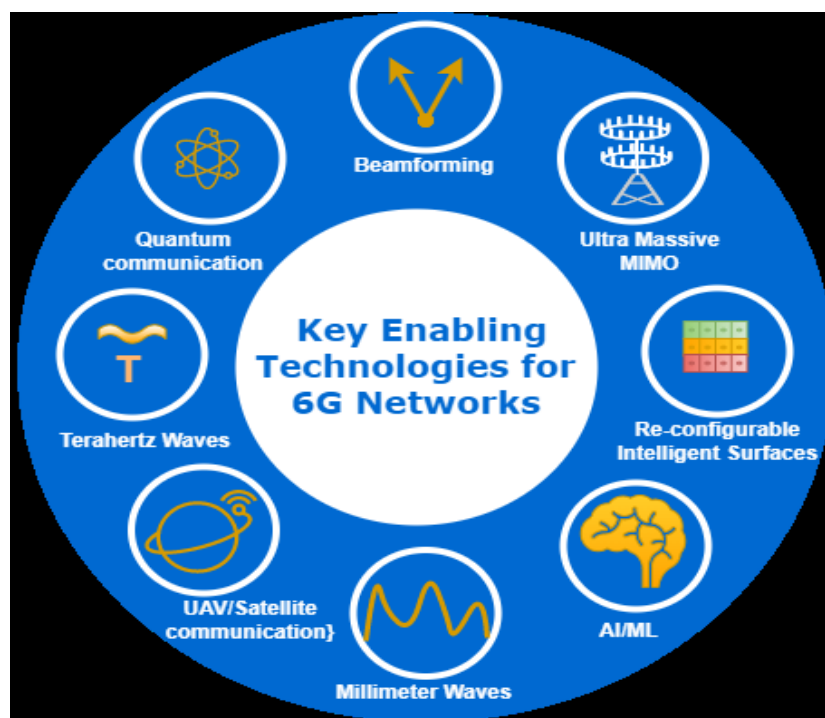 Beamforming
Quantum
communication
Ultra Massive
MIMO
Key Enabling
Technologies for
6G Networks
T
Terahertz Waves
Re-configurable
Intelligent Surfaces
UAV/Satellite
communication}
AI/ML
Millimeter Waves